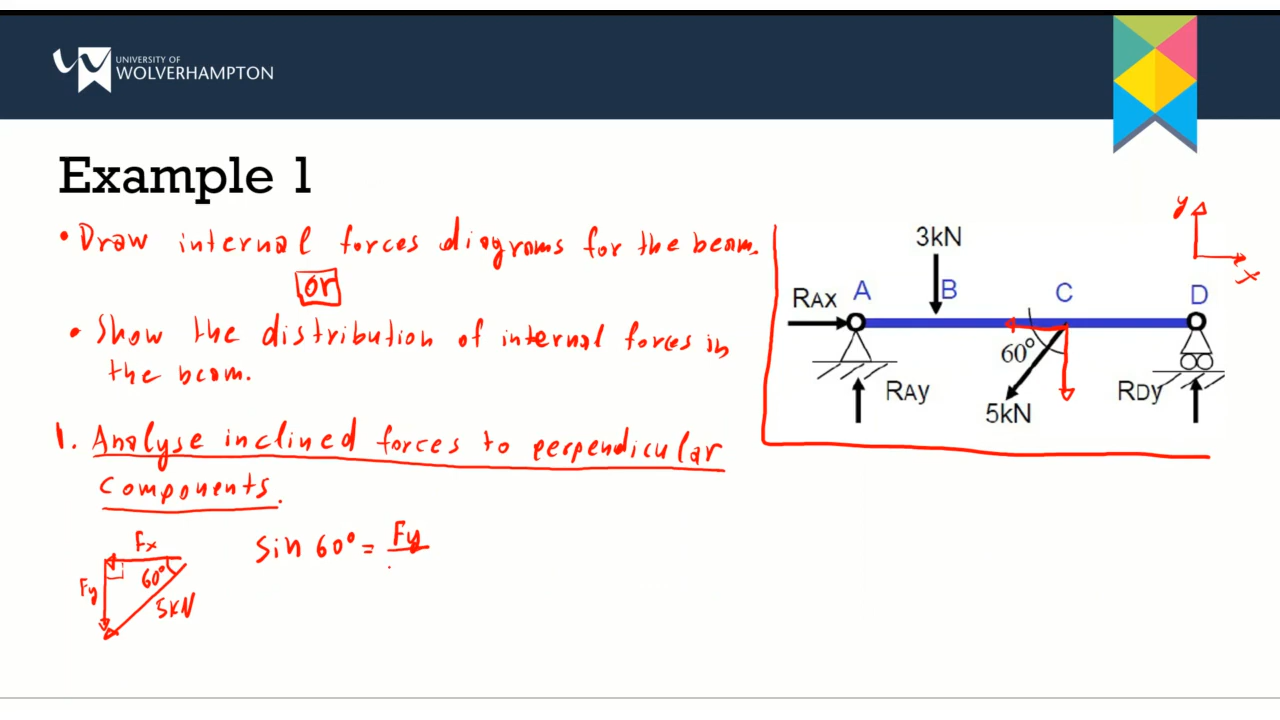 UNIVERSITY OF
WOLVERHAMPTON
Example 1
• Draw internal forces diagrams for the beam.
or
• Show the distribution of internal forces in
the beam.
1. Analyse inclined forces to perpendicular
components.
Fx
Fy
60°
5kN
sin 60° = Fy
y
x
3kN
RAX
A
B
C
D
60°
5kN
RAy
RDy